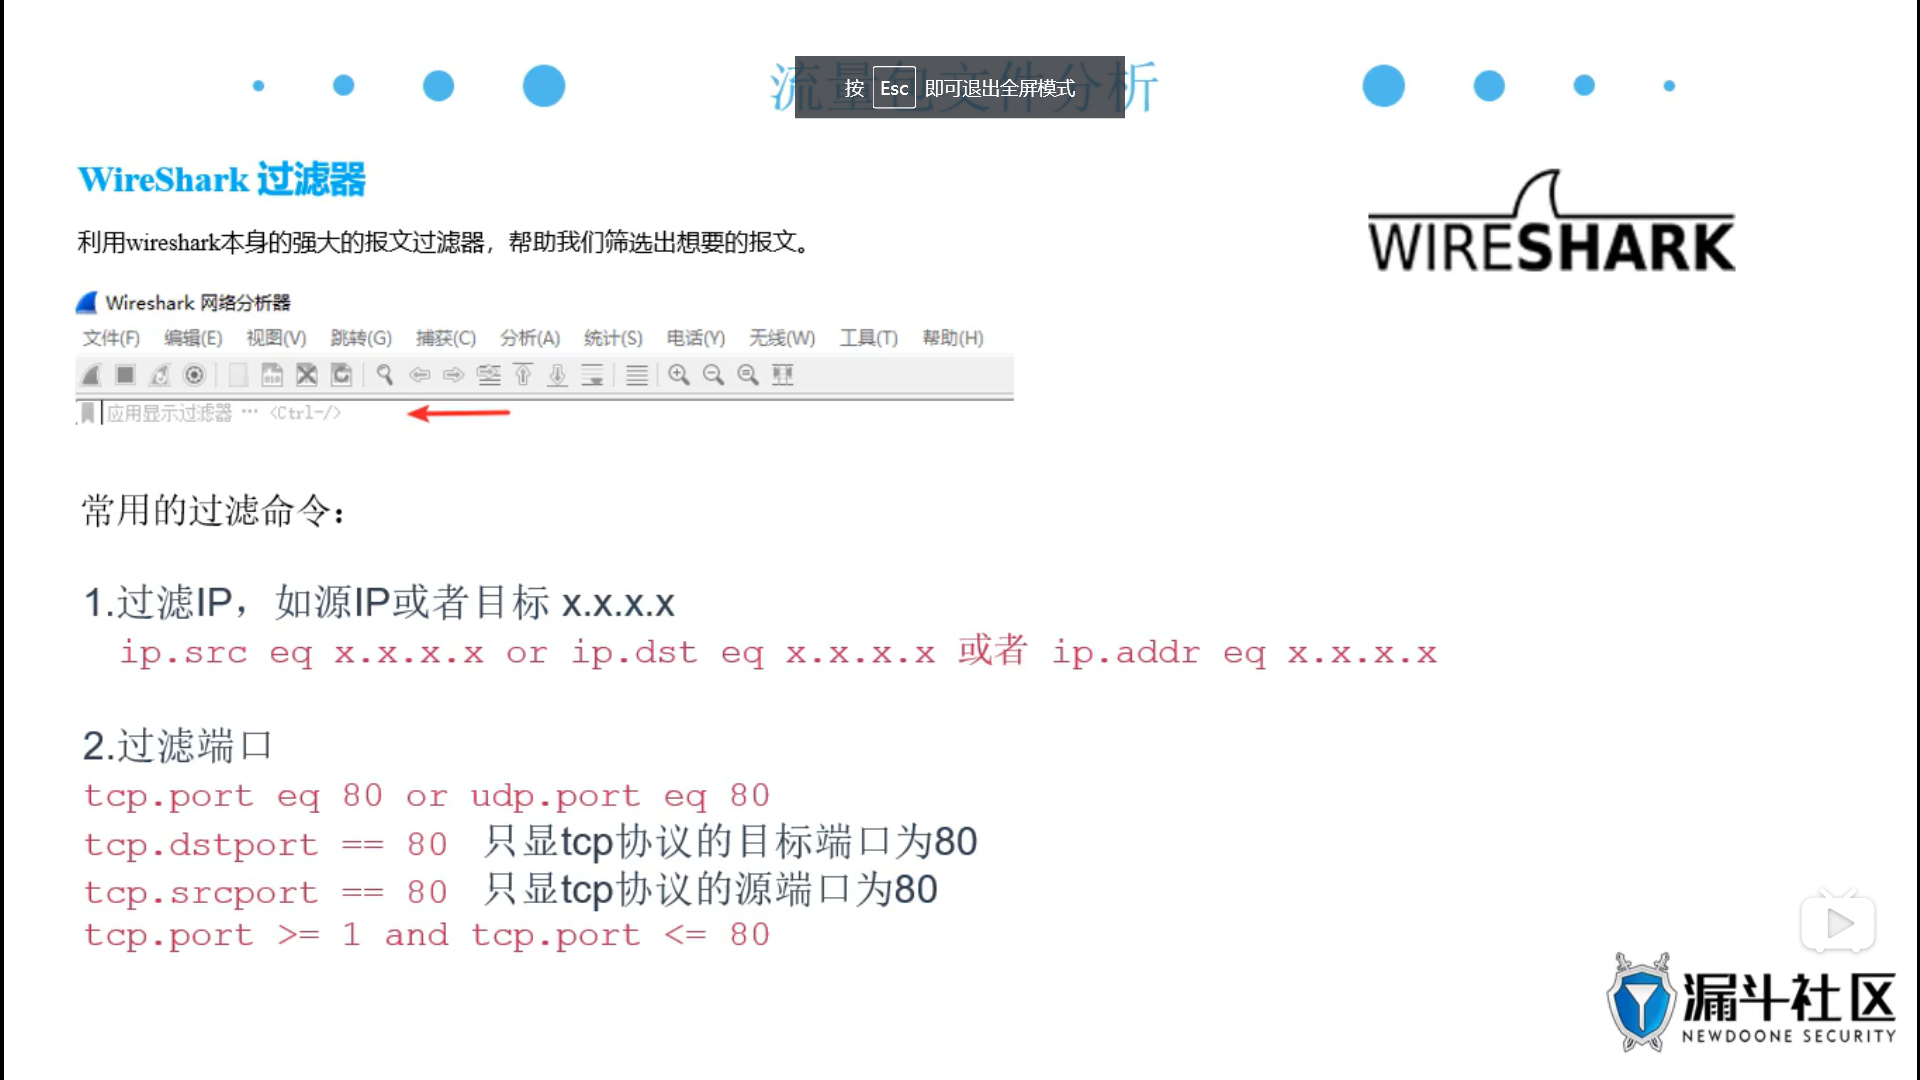 流量包文件分析
按 Esc 即可退出全屏模式
WireShark 过滤器
WIRESHARK
利用wireshark本身的强大的报文过滤器，帮助我们筛选出想要的报文。
Wireshark 网络分析器
文件(F) 编辑(E) 视图(V) 跳转(G) 捕获(C) 分析(A) 统计(S) 电话(Y) 无线(W) 工具(T) 帮助(H)
应用显示过滤器 … <Ctrl-/>
常用的过滤命令：
1.过滤IP，如源IP或者目标 x.x.x.x
ip.src eq x.x.x.x or ip.dst eq x.x.x.x 或者 ip.addr eq x.x.x.x
2.过滤端口
tcp.port eq 80 or udp.port eq 80
tcp.dstport == 80 只显tcp协议的目标端口为80
tcp.srcport == 80 只显tcp协议的源端口为80
tcp.port >= 1 and tcp.port <= 80
漏斗社区
NEWDOONE SECURITY